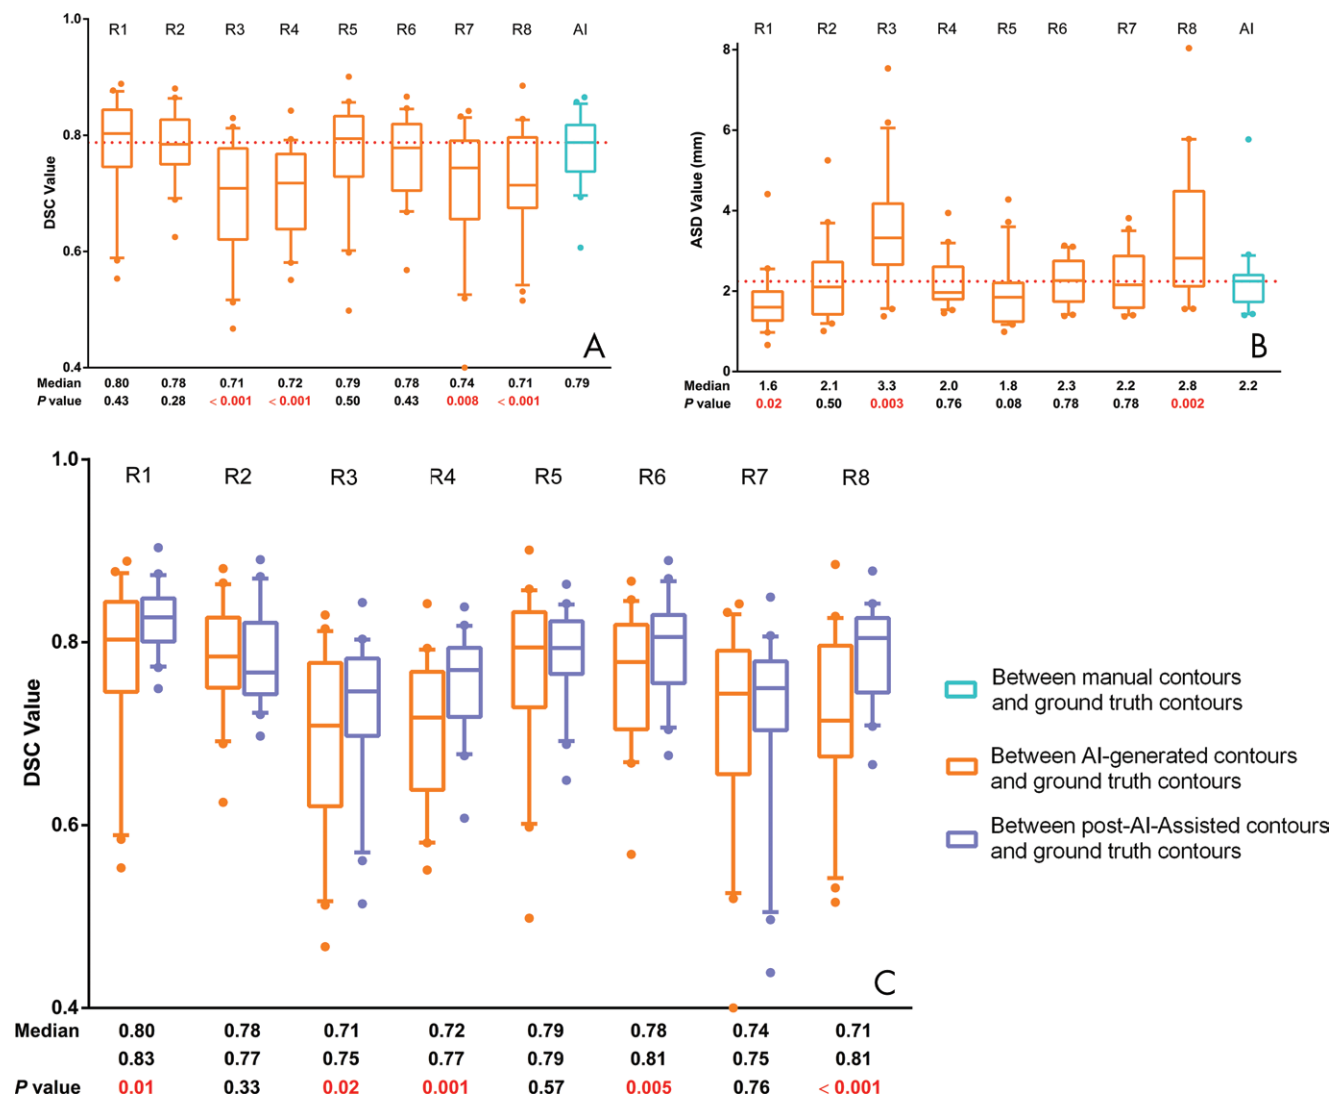 R1 R2 R3 R4 R5 R6 R7 R8 AI
1.0
0.8
0.6
0.4
DSC Value
A
Median 0.80 0.78 0.71 0.72 0.79 0.78 0.74 0.71 0.79
P value 0.43 0.28 < 0.001 < 0.001 0.50 0.43 0.008 < 0.001
R1 R2 R3 R4 R5 R6 R7 R8 AI
8
6
4
2
0
ASD Value (mm)
B
Median 1.6 2.1 3.3 2.0 1.8 2.3 2.2 2.8 2.2
P value 0.02 0.50 0.003 0.76 0.08 0.78 0.78 0.002
R1 R2 R3 R4 R5 R6 R7 R8
1.0
0.8
0.6
0.4
DSC Value
C
Median 0.80 0.78 0.71 0.72 0.79 0.78 0.74 0.71
0.83 0.77 0.75 0.77 0.79 0.81 0.75 0.81
P value 0.01 0.33 0.02 0.001 0.57 0.005 0.76 < 0.001
Between manual contours
and ground truth contours
Between AI-generated contours
and ground truth contours
Between post-AI-Assisted contours
and ground truth contours